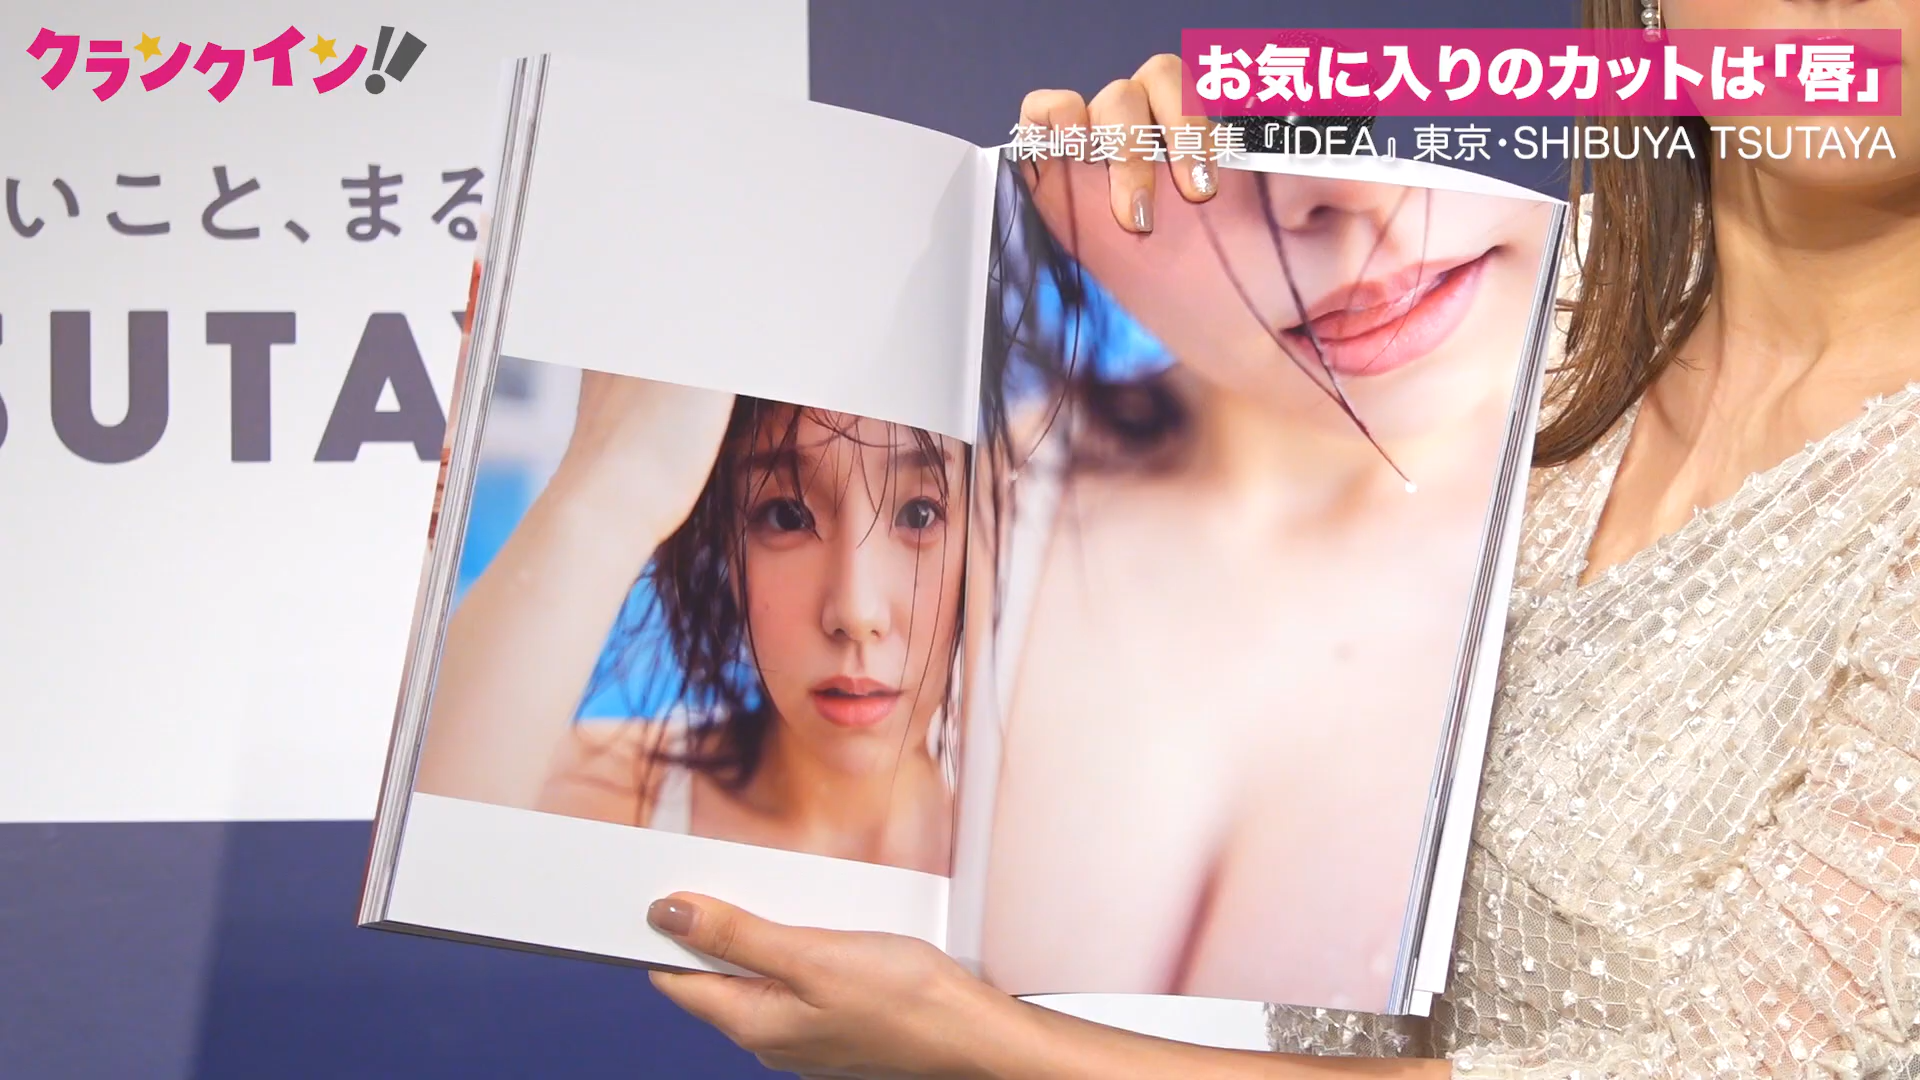 クランクイン!!
お気に入りのカットは「唇」
篠崎愛写真集『IDEA』東京・SHIBUYA TSUTAYA
いこと、まる
SUTAY